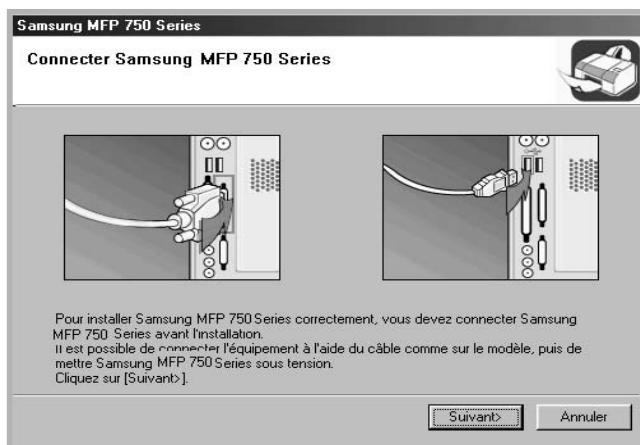 Samsung MFP 750 Series
Connecter Samsung MFP 750 Series
Pour installer Samsung MFP 750 Series correctement, vous devez connecter Samsung
MFP 750 Series avant l'installation.
Il est possible de connecter l'équipement à l'aide du câble comme sur le modèle, puis de
mettre Samsung MFP 750 Series sous tension.
Cliquez sur [Suivant>].
Suivant>
Annuler